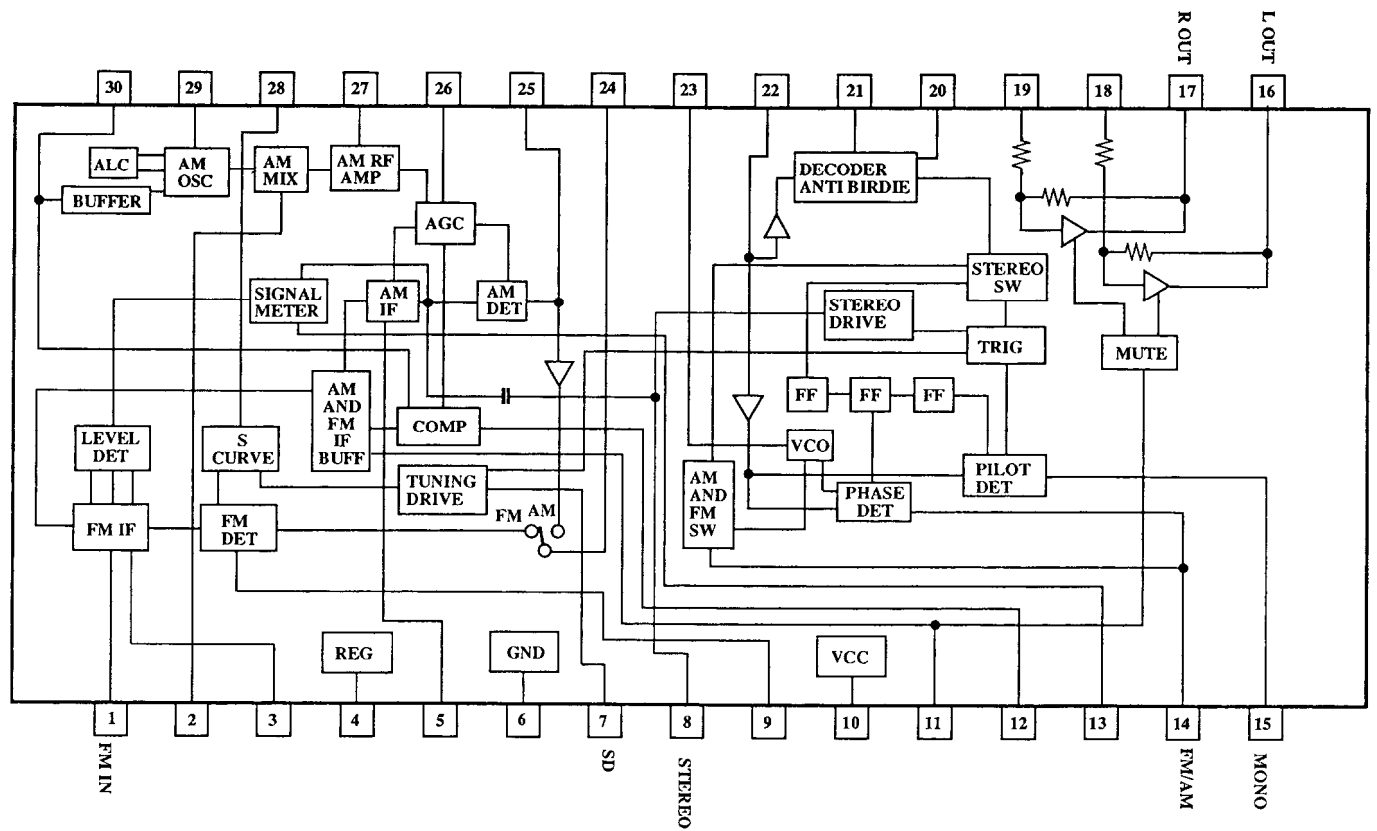 R OUT
L OUT
30
29
28
27
26
25
24
23
22
21
20
19
18
17
16
ALC
AM
OSC
AM
MIX
AM RF
AMP
DECODER
ANTI BIRDIE
BUFFER
AGC
SIGNAL
METER
AM
IF
AM
DET
STEREO
SW
STEREO
DRIVE
TRIG
MUTE
AM
AND
FM
IF
BUFF
COMP
FF
FF
FF
LEVEL
DET
S
CURVE
VCO
TUNING
DRIVE
AM
AND
FM
SW
PHASE
DET
PILOT
DET
FM IF
FM
DET
FM
AM
REG
GND
VCC
1
2
3
4
5
6
7
8
9
10
11
12
13
14
15
FM IN
SD
STEREO
FM/AM
MONO